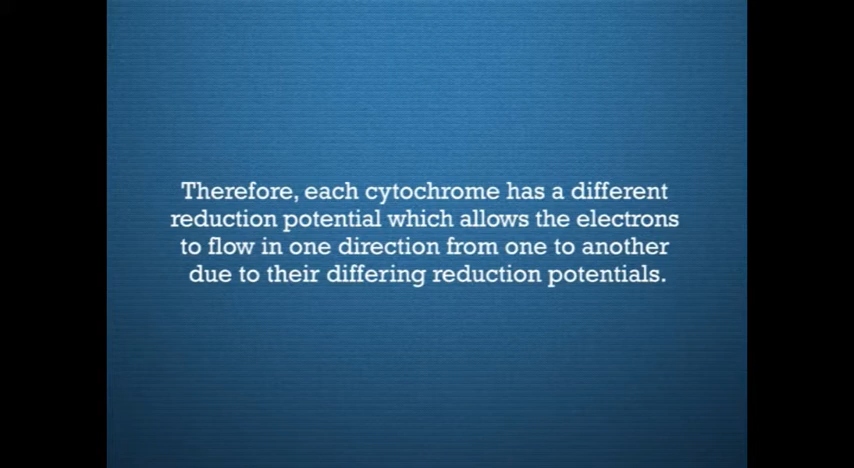 Therefore, each cytochrome has a different
reduction potential which allows the electrons
to flow in one direction from one to another
due to their differing reduction potentials.